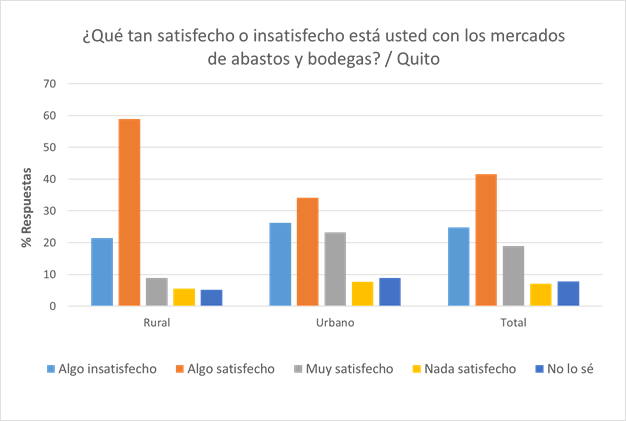 ¿Qué tan satisfecho o insatisfecho está usted con los mercados
de abastos y bodegas? / Quito
% Respuestas
70
60
50
40
30
20
10
0
Rural
Urbano
Total
Algo insatisfecho
Algo satisfecho
Muy satisfecho
Nada satisfecho
No lo sé